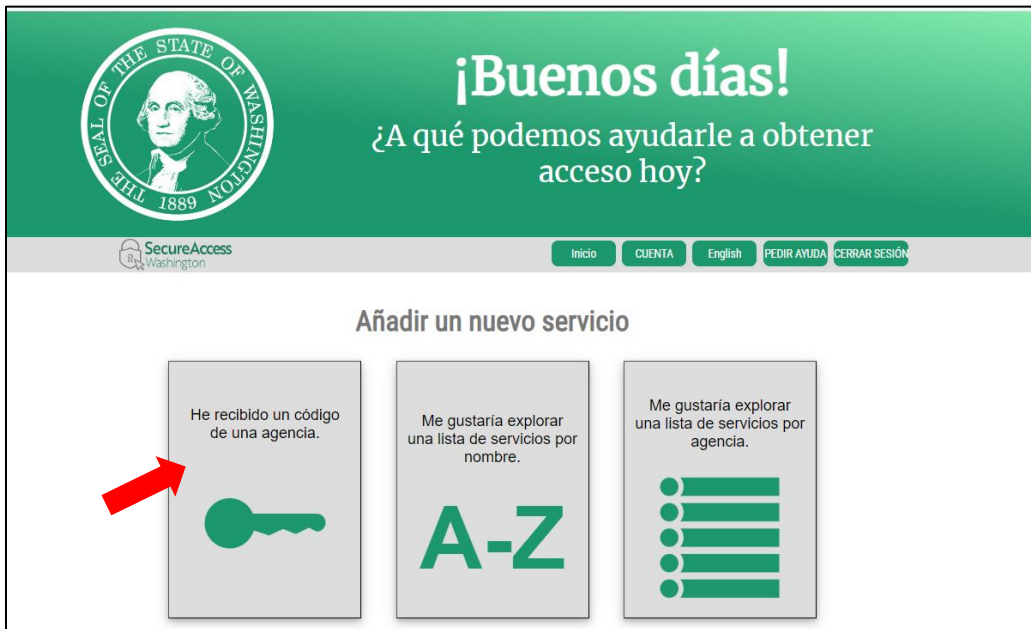 THE SEAL OF THE STATE OF WASHINGTON
1889
¡Buenos días!
¿A qué podemos ayudarle a obtener
acceso hoy?
SecureAccess
Washington
Inicio
CUENTA
English
PEDIR AYUDA
CERRAR SESIÓN
Añadir un nuevo servicio
He recibido un código
de una agencia.
Me gustaría explorar
una lista de servicios por
nombre.
A-Z
Me gustaría explorar
una lista de servicios por
agencia.